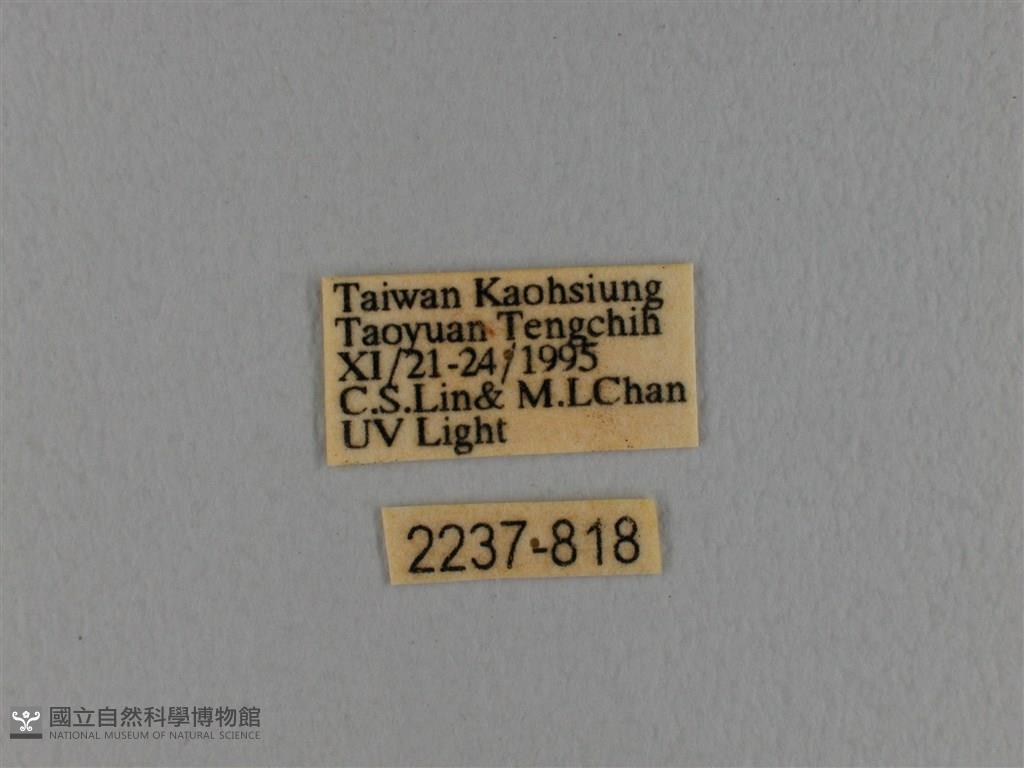 Taiwan Kaohsiung
Taoyuan Tengchih
XI/21-24/1995
C.S.Lin& M.LChan
UV Light
2237-818
國立自然科學博物館
NATIONAL MUSEUM OF NATURAL SCIENCE